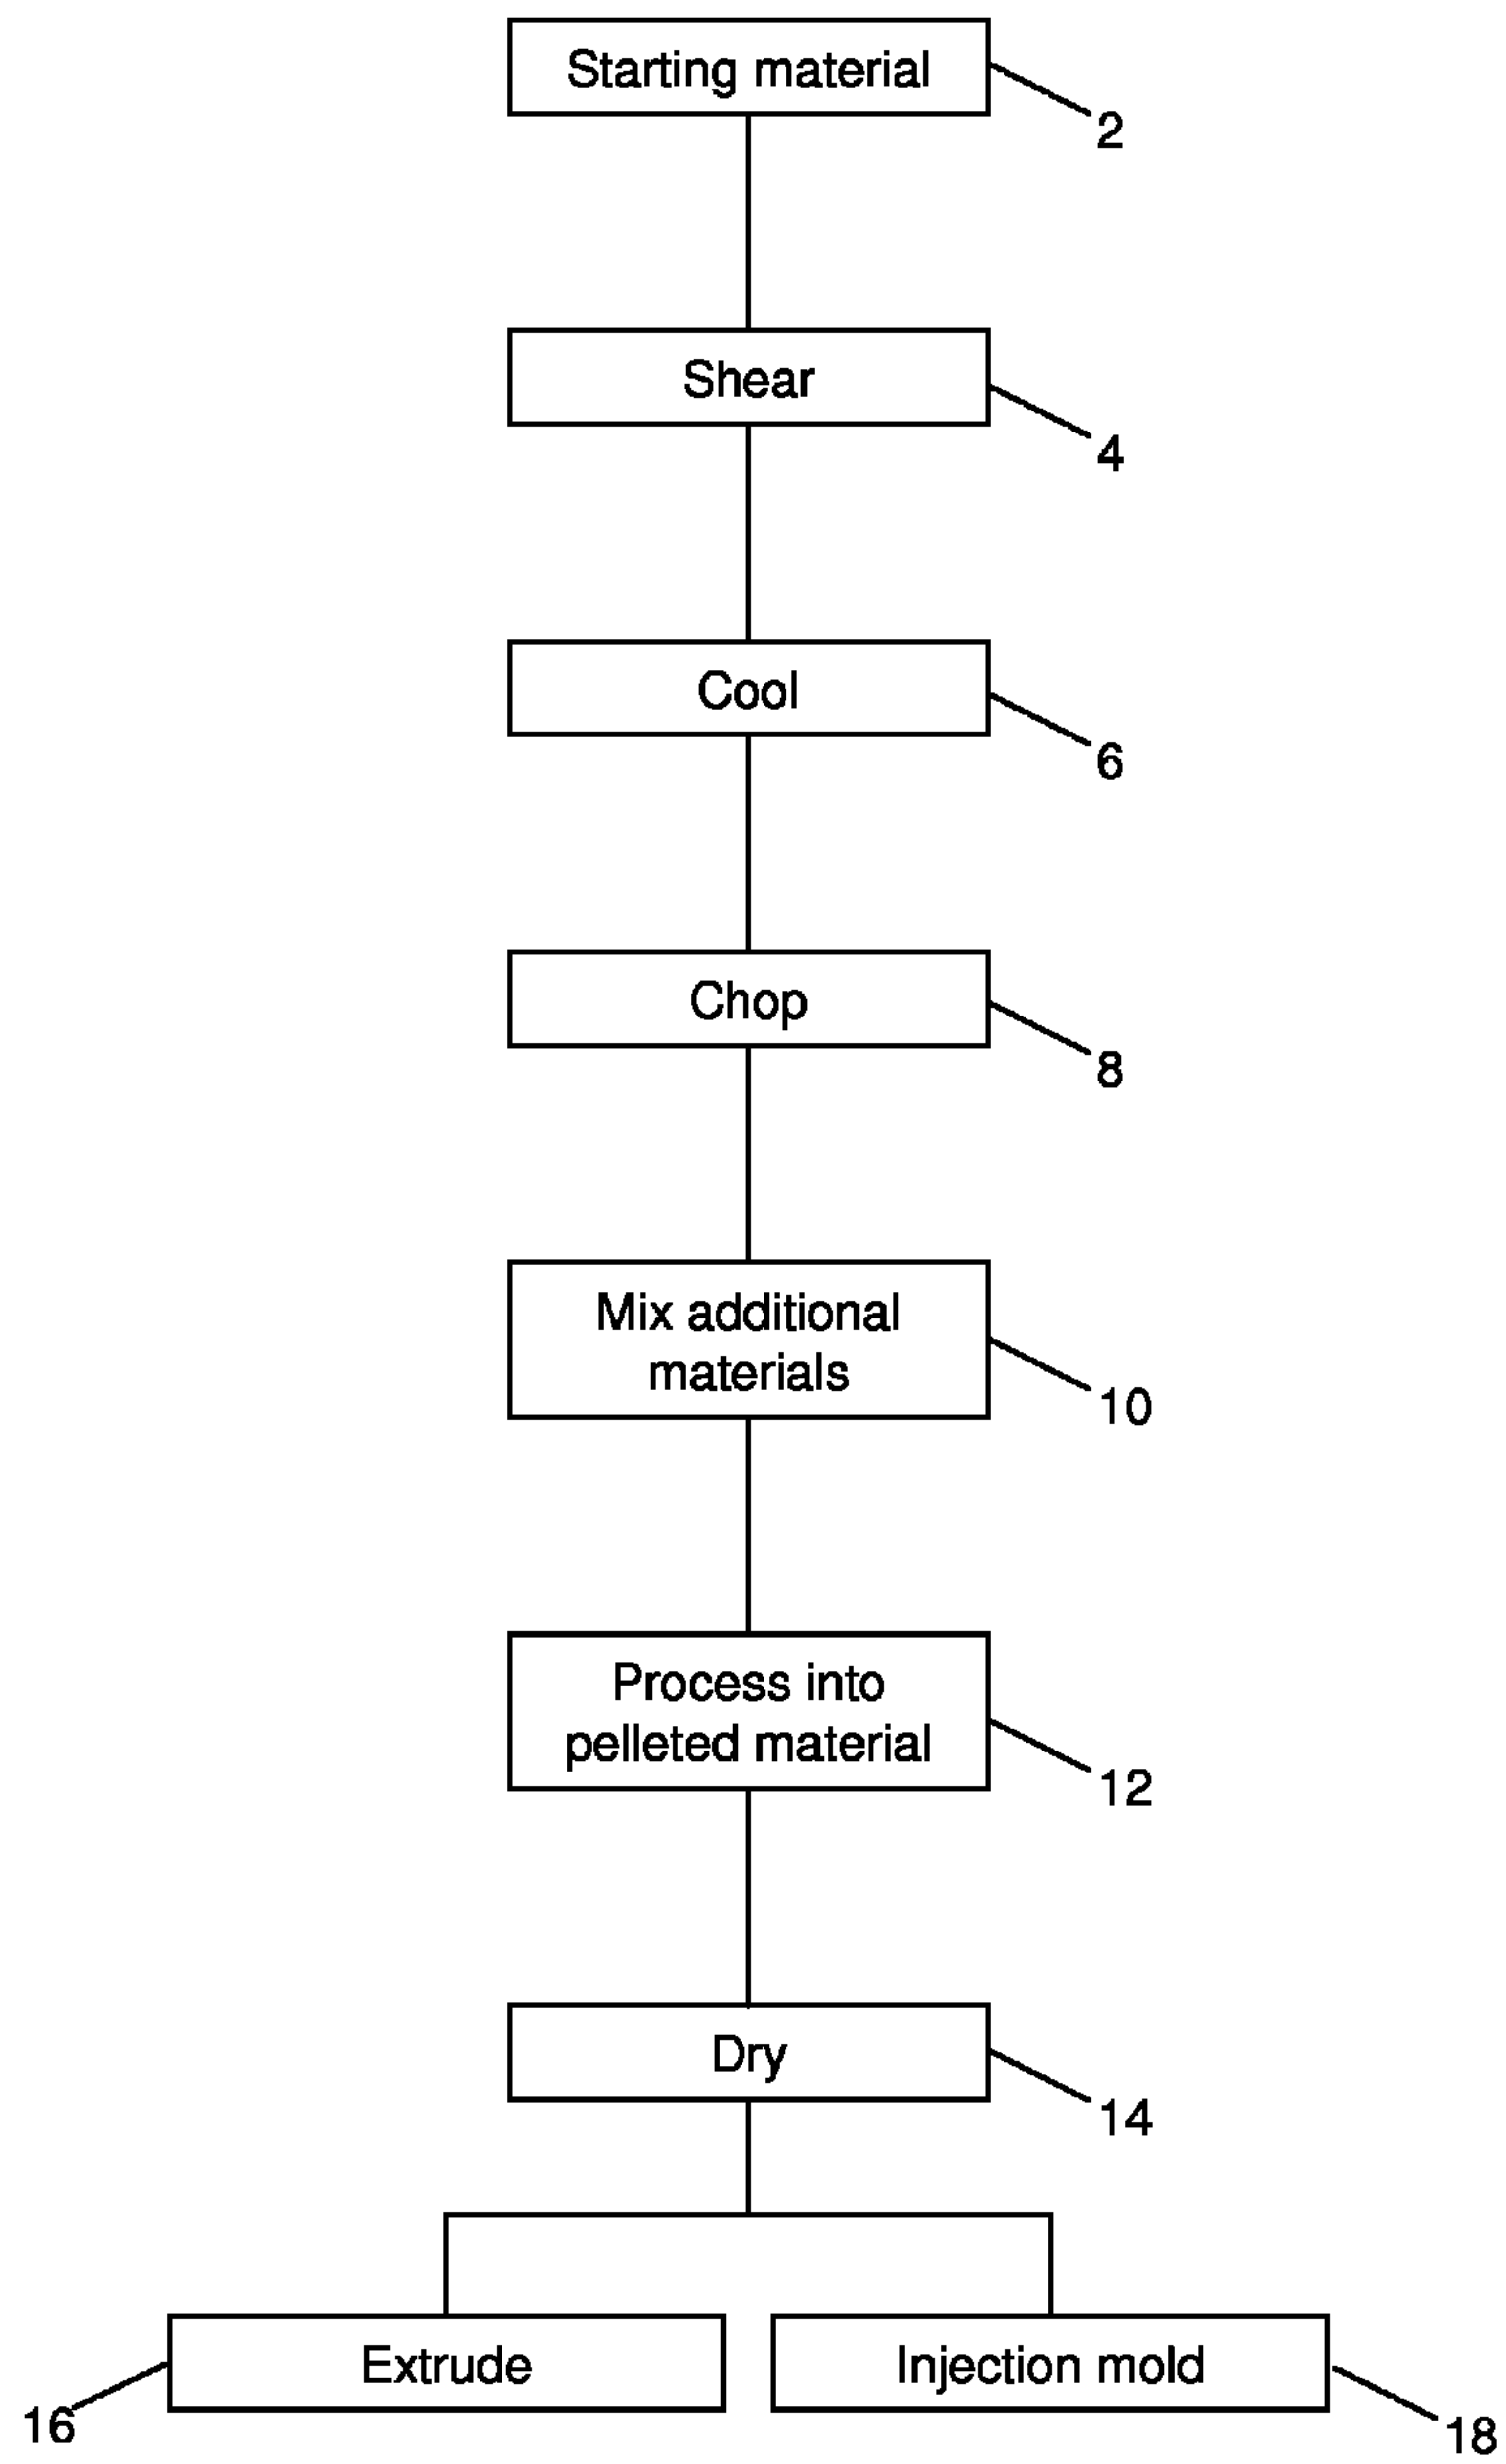 Starting material
2
Shear
4
Cool
6
Chop
8
Mix additional
materials
10
Process into
pelleted material
12
Dry
14
Extrude
16
Injection mold
18